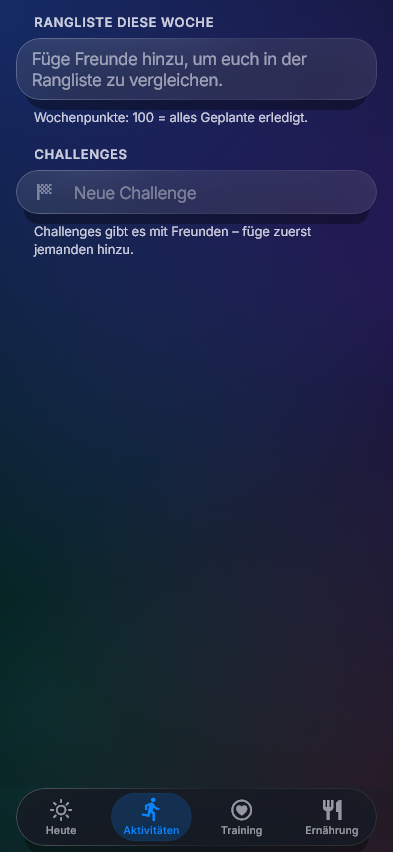 RANGLISTE DIESE WOCHE
Füge Freunde hinzu, um euch in der
Rangliste zu vergleichen.
Wochenpunkte: 100 = alles Geplante erledigt.
CHALLENGES
Neue Challenge
Challenges gibt es mit Freunden – füge zuerst
jemanden hinzu.
Heute
Aktivitäten
Training
Ernährung